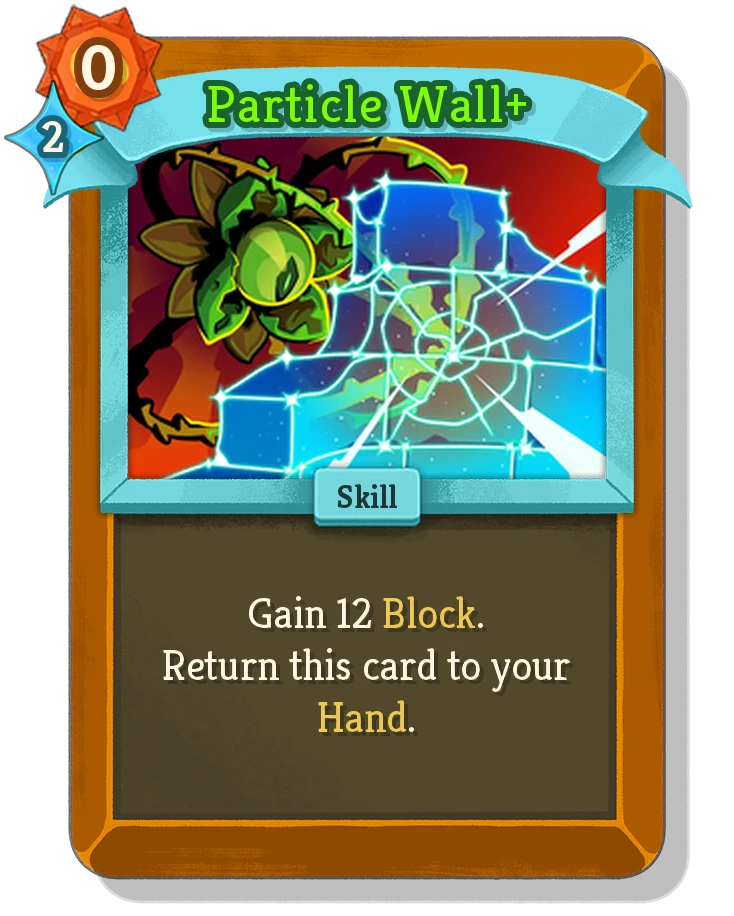 0
Particle Wall+
2
Skill
Gain 12 Block.
Return this card to your
Hand.